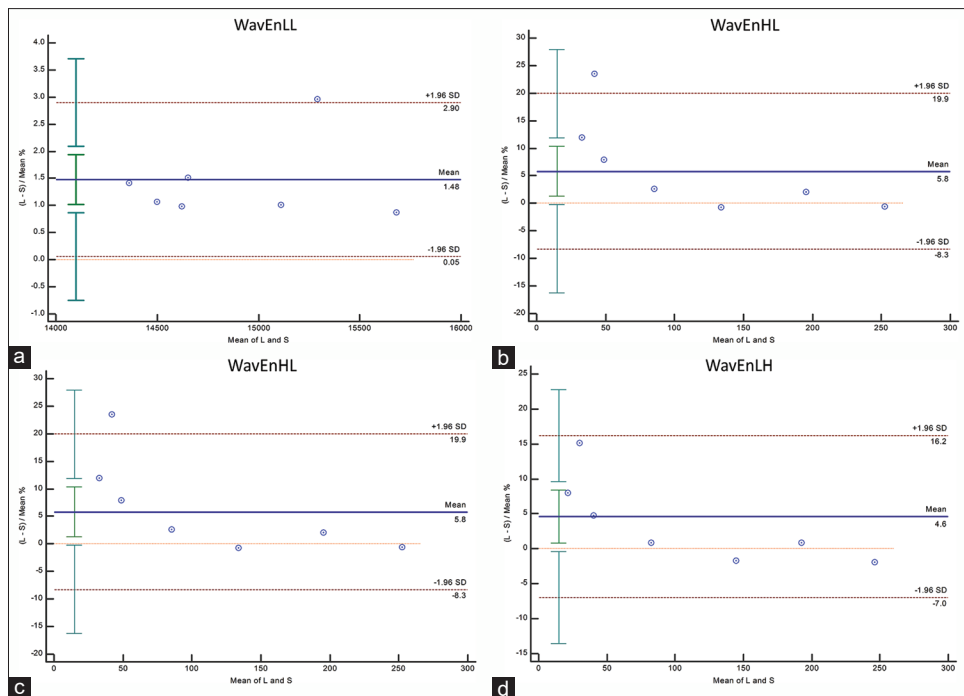 WavEnLL
4.0
3.5
3.0
2.5
2.0
1.5
1.0
0.5
0.0
-0.5
-1.0
(L - S) / Mean %
+1.96 SD
2.90
Mean
1.48
-1.96 SD
0.05
14000 14500 15000 15500 16000
Mean of L and S
a
WavEnHL
30
25
20
15
10
5
0
-5
-10
-15
-20
(L - S) / Mean %
+1.96 SD
19.9
Mean
5.8
-1.96 SD
-8.3
0 50 100 150 200 250 300
Mean of L and S
b
WavEnHL
30
25
20
15
10
5
0
-5
-10
-15
-20
(L - S) / Mean %
+1.96 SD
19.9
Mean
5.8
-1.96 SD
-8.3
0 50 100 150 200 250 300
Mean of L and S
c
WavEnLH
25
20
15
10
5
0
-5
-10
-15
(L - S) / Mean %
+1.96 SD
16.2
Mean
4.6
-1.96 SD
-7.0
0 50 100 150 200 250 300
Mean of L and S
d